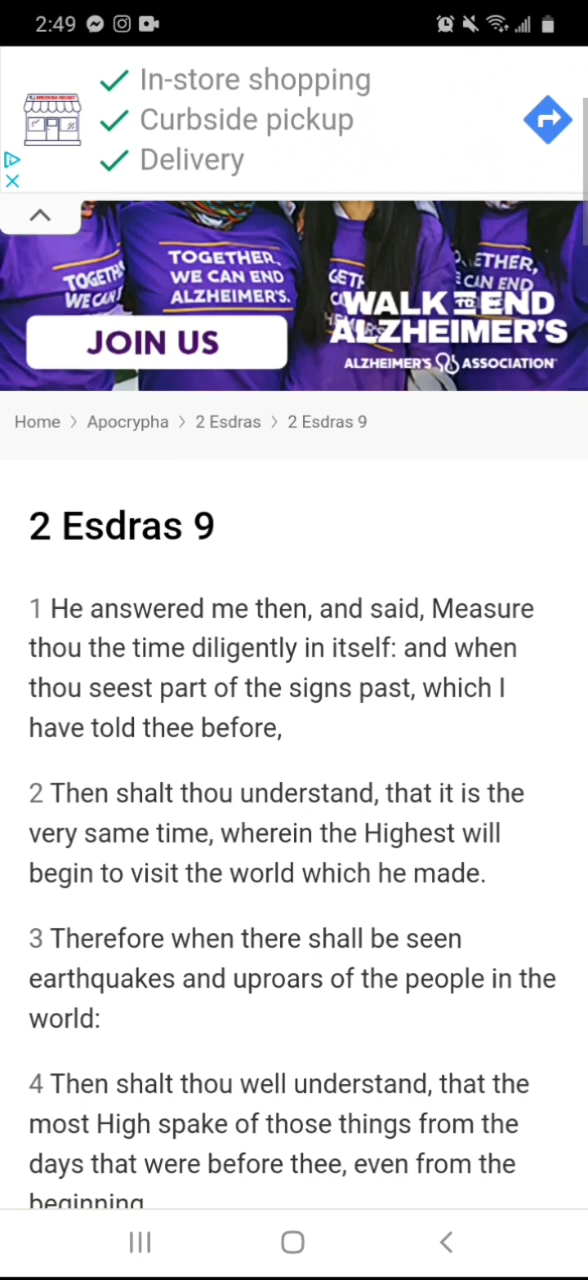 2:49
In-store shopping
Curbside pickup
Delivery
TOGETHER,
WE CAN END
ALZHEIMER'S.
TOGETH
WE CAN
GETH
ETHER,
CAN END
WALK TO END
ALZHEIMER'S
ALZHEIMER'S ASSOCIATION
JOIN US
Home > Apocrypha > 2 Esdras > 2 Esdras 9
2 Esdras 9
1 He answered me then, and said, Measure
thou the time diligently in itself: and when
thou seest part of the signs past, which I
have told thee before,
2 Then shalt thou understand, that it is the
very same time, wherein the Highest will
begin to visit the world which he made.
3 Therefore when there shall be seen
earthquakes and uproars of the people in the
world:
4 Then shalt thou well understand, that the
most High spake of those things from the
days that were before thee, even from the
beginning